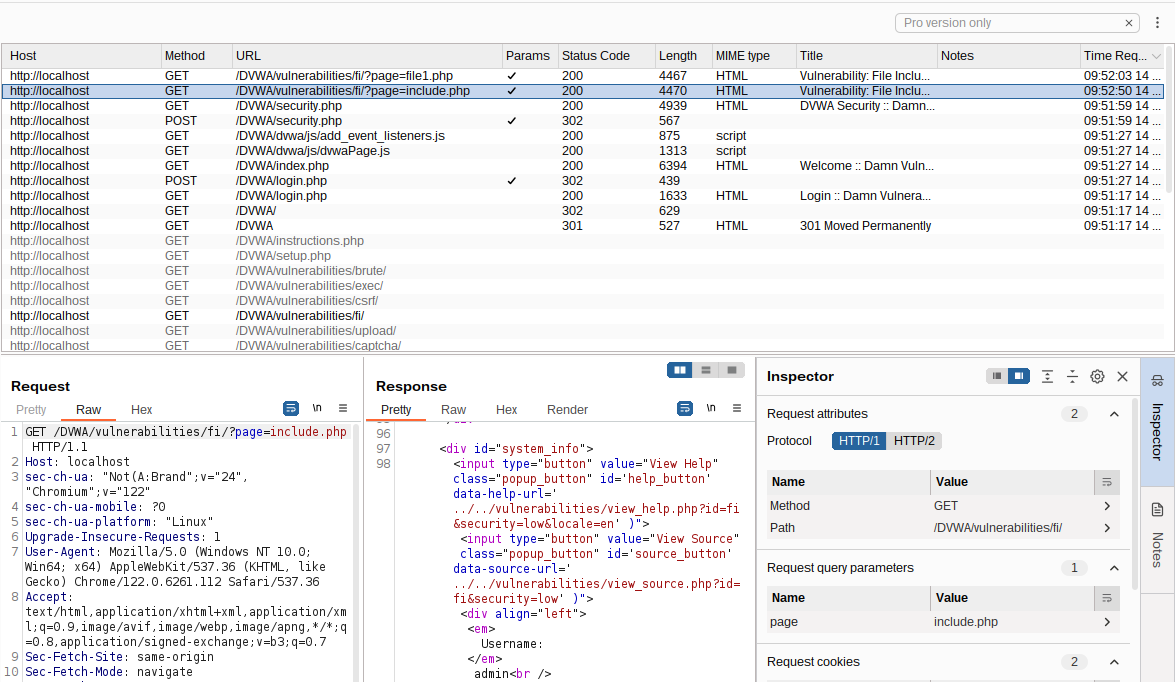 Pro version only
Host Method URL Params Status Code Length MIME type Title Notes Time Req...
http://localhost GET /DVWA/vulnerabilities/fi/?page=file1.php ✓ 200 4467 HTML Vulnerability: File Inclu... 09:52:03 14 ...
http://localhost GET /DVWA/vulnerabilities/fi/?page=include.php ✓ 200 4470 HTML Vulnerability: File Inclu... 09:52:50 14 ...
http://localhost GET /DVWA/security.php 200 4939 HTML DVWA Security :: Damn... 09:51:59 14 ...
http://localhost POST /DVWA/security.php ✓ 302 567 09:51:59 14 ...
http://localhost GET /DVWA/dvwa/js/add_event_listeners.js 200 875 script 09:51:27 14 ...
http://localhost GET /DVWA/dvwa/js/dvwaPage.js 200 1313 script 09:51:27 14 ...
http://localhost GET /DVWA/index.php 200 6394 HTML Welcome :: Damn Vuln... 09:51:27 14 ...
http://localhost POST /DVWA/login.php ✓ 302 439 09:51:27 14 ...
http://localhost GET /DVWA/login.php 200 1633 HTML Login :: Damn Vulnera... 09:51:17 14 ...
http://localhost GET /DVWA/ 302 629 09:51:17 14 ...
http://localhost GET /DVWA 301 527 HTML 301 Moved Permanently 09:51:17 14 ...
http://localhost GET /DVWA/instructions.php
http://localhost GET /DVWA/setup.php
http://localhost GET /DVWA/vulnerabilities/brute/
http://localhost GET /DVWA/vulnerabilities/exec/
http://localhost GET /DVWA/vulnerabilities/csrf/
http://localhost GET /DVWA/vulnerabilities/fi/
http://localhost GET /DVWA/vulnerabilities/upload/
http://localhost GET /DVWA/vulnerabilities/captcha/
Request
Pretty Raw Hex \n
1 GET /DVWA/vulnerabilities/fi/?page=include.php
HTTP/1.1
2 Host: localhost
3 sec-ch-ua: "Not(A:Brand";v="24",
"Chromium";v="122"
4 sec-ch-ua-mobile: ?0
5 sec-ch-ua-platform: "Linux"
6 Upgrade-Insecure-Requests: 1
7 User-Agent: Mozilla/5.0 (Windows NT 10.0;
Win64; x64) AppleWebKit/537.36 (KHTML, like
Gecko) Chrome/122.0.6261.112 Safari/537.36
8 Accept:
text/html,application/xhtml+xml,application/xm
l;q=0.9,image/avif,image/webp,image/apng,*/*;q
=0.8,application/signed-exchange;v=b3;q=0.7
9 Sec-Fetch-Site: same-origin
10 Sec-Fetch-Mode: navigate
Response
Pretty Raw Hex Render \n
96
97 <div id="system_info">
98 <input type="button" value="View Help"
class="popup_button" id='help_button'
data-help-url='
../../vulnerabilities/view_help.php?id=fi
&security=low&locale=en' )">
<input type="button" value="View Source"
class="popup_button" id='source_button'
data-source-url='
../../vulnerabilities/view_source.php?id=
fi&security=low' )">
<div align="left">
<em>
Username:
</em>
admin<br />
Inspector
Request attributes 2
Protocol HTTP/1 HTTP/2
Name Value
Method GET
Path /DVWA/vulnerabilities/fi/
Request query parameters 1
Name Value
page include.php
Request cookies 2
Inspector
Notes